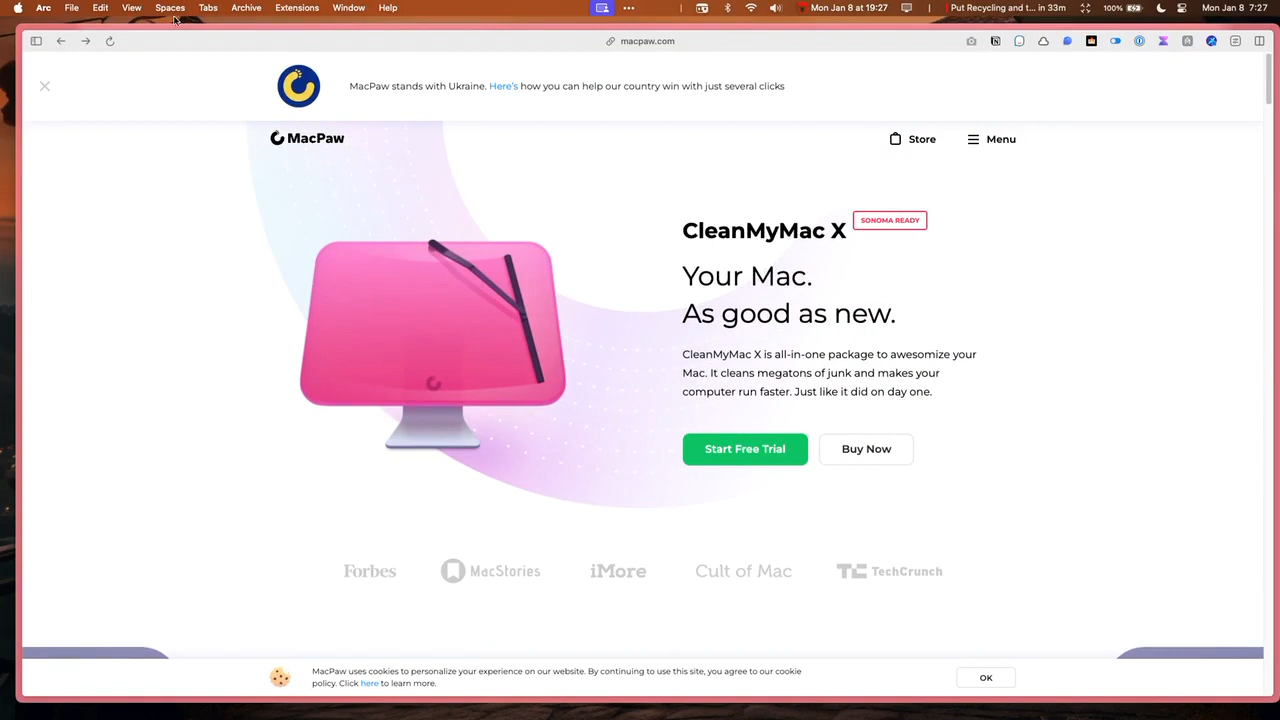 Arc File Edit View Spaces Tabs Archive Extensions Window Help
Mon Jan 8 at 19:27
Put Recycling and t... in 33m
100%
Mon Jan 8 7:27
macpaw.com
MacPaw stands with Ukraine. Here's how you can help our country win with just several clicks
MacPaw
Store
Menu
CleanMyMac X
SONOMA READY
Your Mac.
As good as new.
CleanMyMac X is all-in-one package to awesomize your
Mac. It cleans megatons of junk and makes your
computer run faster. Just like it did on day one.
Start Free Trial
Buy Now
Forbes
MacStories
iMore
Cult of Mac
TC TechCrunch
MacPaw uses cookies to personalize your experience on our website. By continuing to use this site, you agree to our cookie
policy. Click here to learn more.
OK